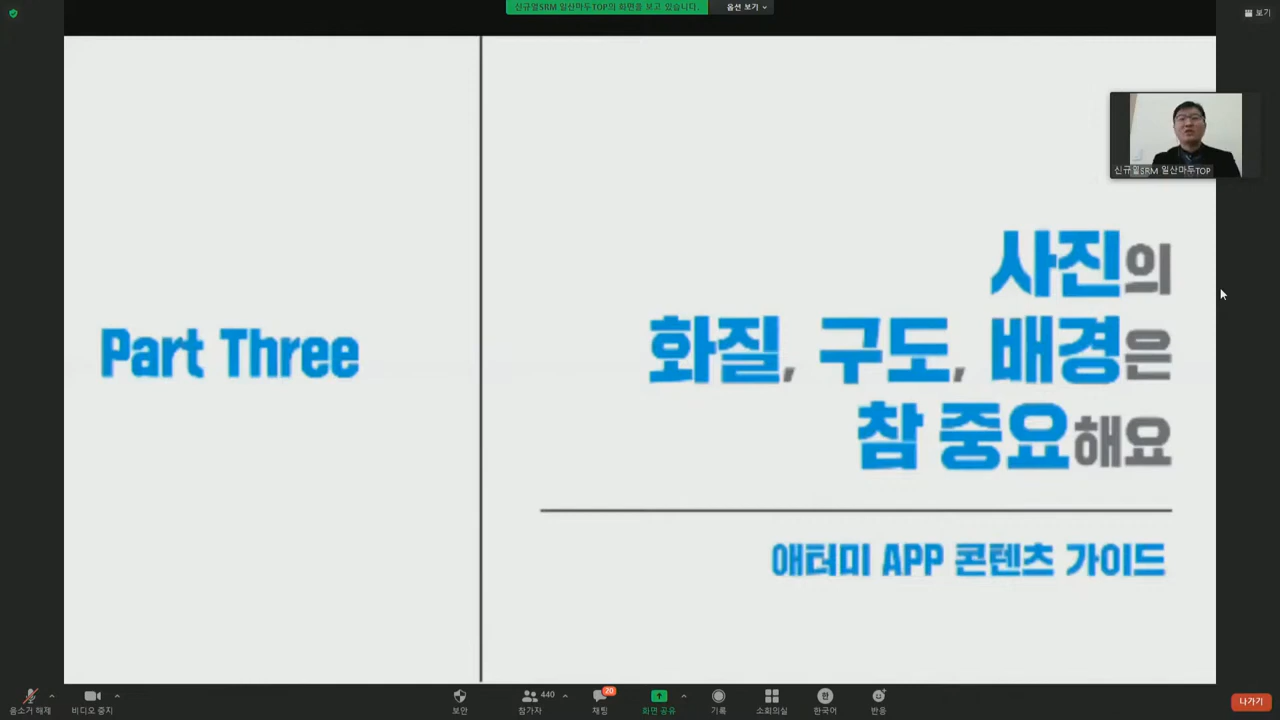 신규열SRM 일산마두TOP의 화면을 보고 있습니다.
옵션 보기
보기
신규열SRM 일산마두TOP
Part Three
사진의
화질, 구도, 배경은
참 중요해요
애터미 APP 콘텐츠 가이드
음소거 해제
비디오 중지
보안
440
참가자
20
채팅
화면 공유
기록
소회의실
한
한국어
반응
나가기